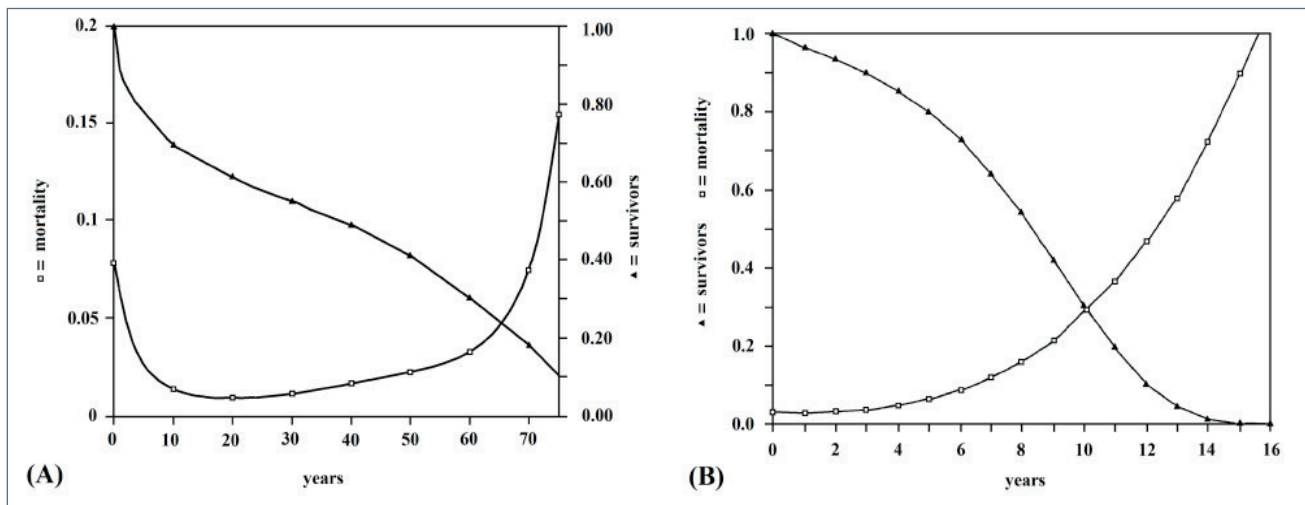 0.2
0.15
0.1
0.05
0
□ = mortality
1.00
0.80
0.60
0.40
0.20
0.00
▲ = survivors
0 10 20 30 40 50 60 70
years
(A)
1.0
0.8
0.6
0.4
0.2
0.0
▲ = survivors □ = mortality
0 2 4 6 8 10 12 14 16
years
(B)